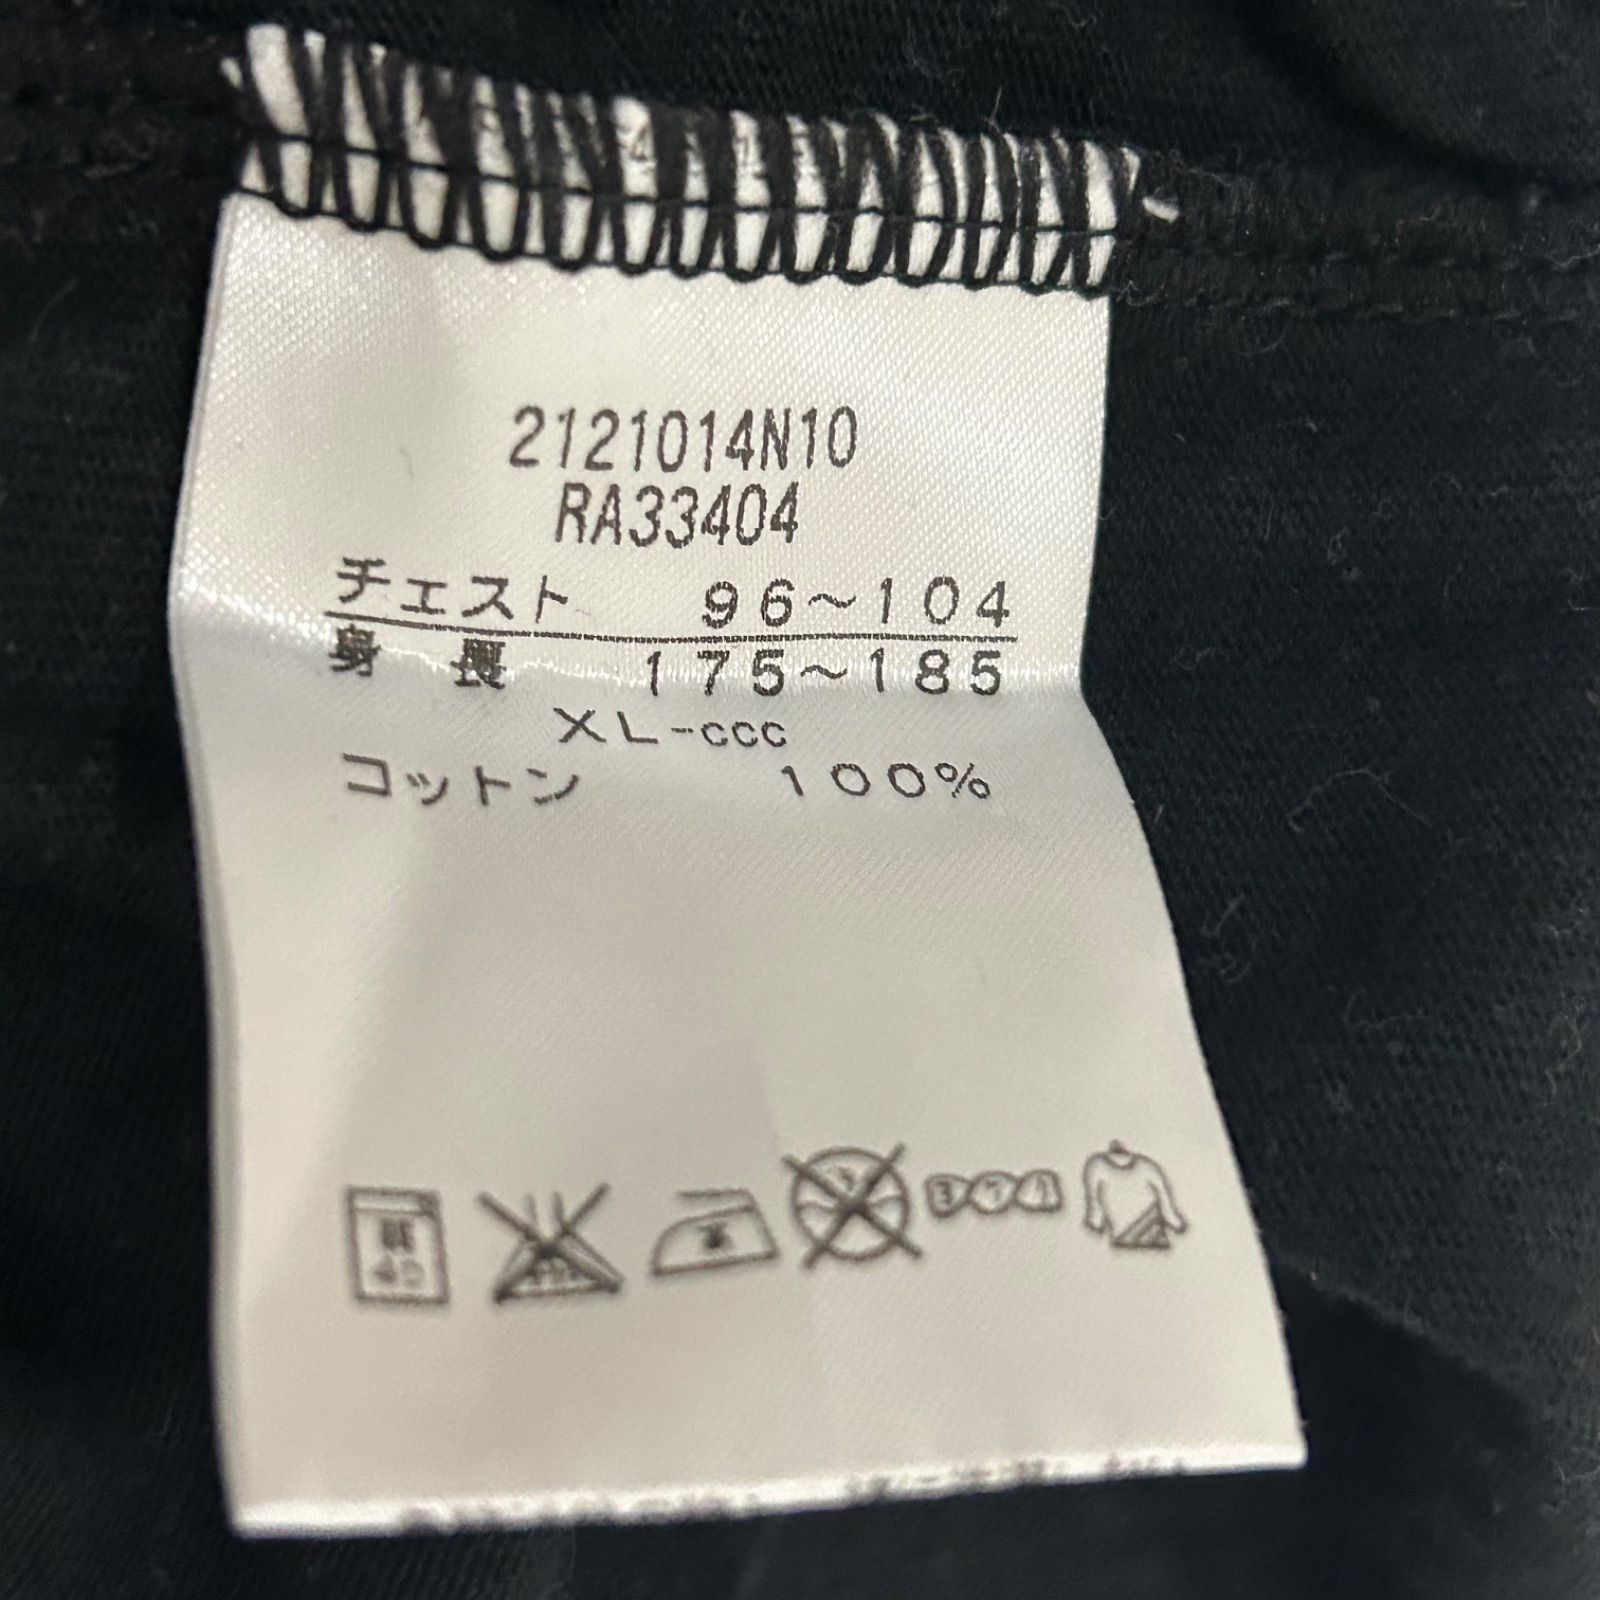 2121014N10
RA33404
チェスト 96～104
身長 175～185
XL-ccc
コットン 100%
40